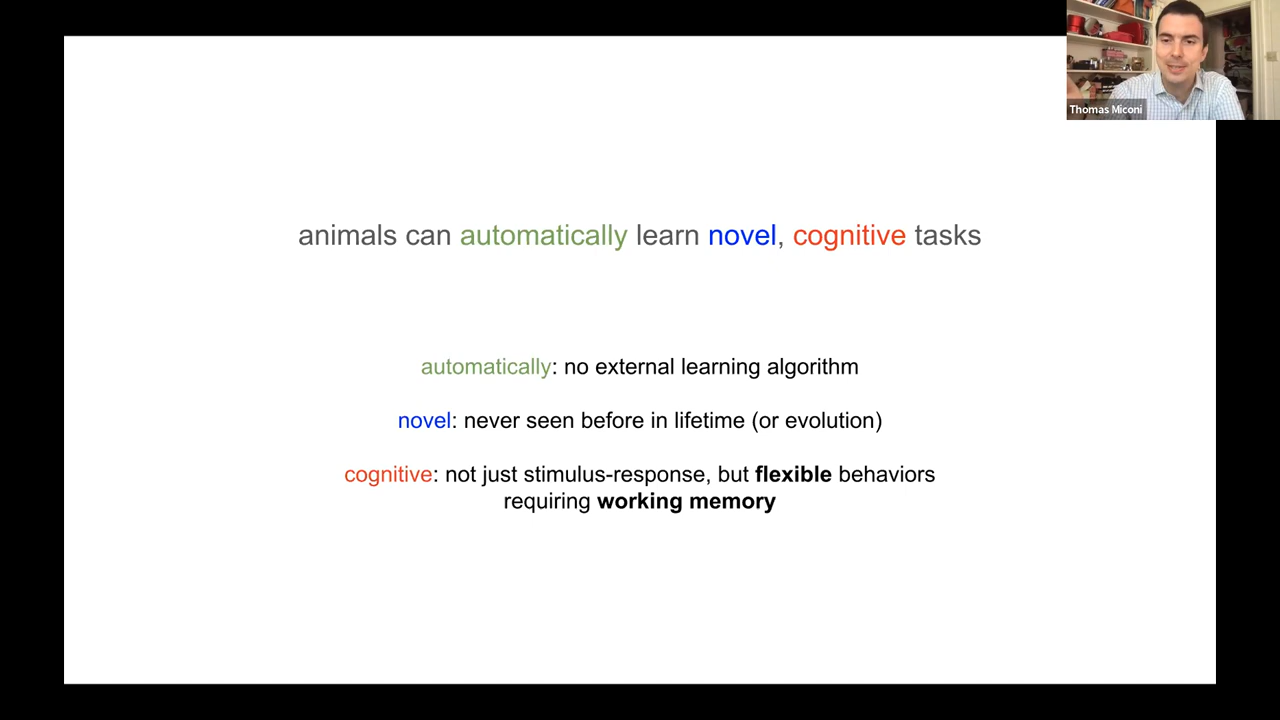 Thomas Miconi
animals can automatically learn novel, cognitive tasks
automatically: no external learning algorithm
novel: never seen before in lifetime (or evolution)
cognitive: not just stimulus-response, but flexible behaviors
requiring working memory